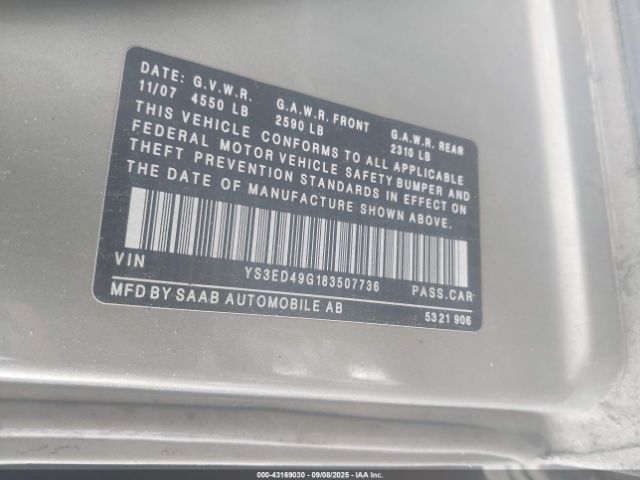 DATE: G.V.W.R. G.A.W.R. FRONT G.A.W.R. REAR
11/07 4550 LB 2590 LB 2310 LB
THIS VEHICLE CONFORMS TO ALL APPLICABLE
FEDERAL MOTOR VEHICLE SAFETY BUMPER AND
THEFT PREVENTION STANDARDS IN EFFECT ON
THE DATE OF MANUFACTURE SHOWN ABOVE.
VIN YS3ED49G183507736 PASS.CAR
MFD BY SAAB AUTOMOBILE AB 5321 906
000-43169030 - 09/08/2025 - IAA Inc.